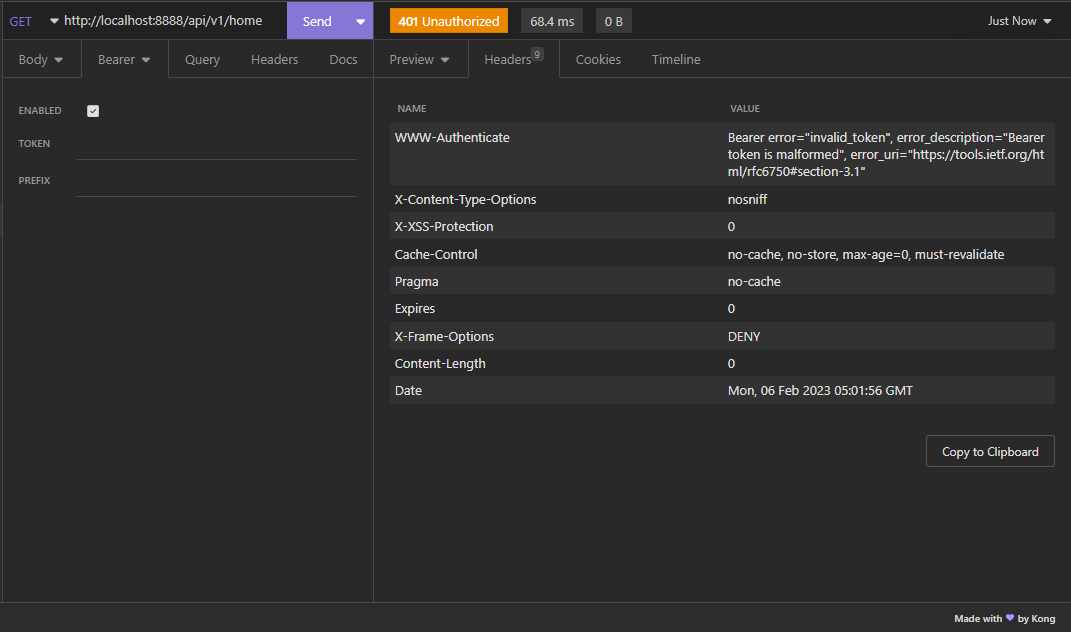 GET http://localhost:8888/api/v1/home Send 401 Unauthorized 68.4 ms 0 B Just Now
Body Bearer Query Headers Docs Preview Headers 9 Cookies Timeline
ENABLED
TOKEN
PREFIX
NAME VALUE
WWW-Authenticate Bearer error="invalid_token", error_description="Bearer
token is malformed", error_uri="https://tools.ietf.org/ht
ml/rfc6750#section-3.1"
X-Content-Type-Options nosniff
X-XSS-Protection 0
Cache-Control no-cache, no-store, max-age=0, must-revalidate
Pragma no-cache
Expires 0
X-Frame-Options DENY
Content-Length 0
Date Mon, 06 Feb 2023 05:01:56 GMT
Copy to Clipboard
Made with 💜 by Kong